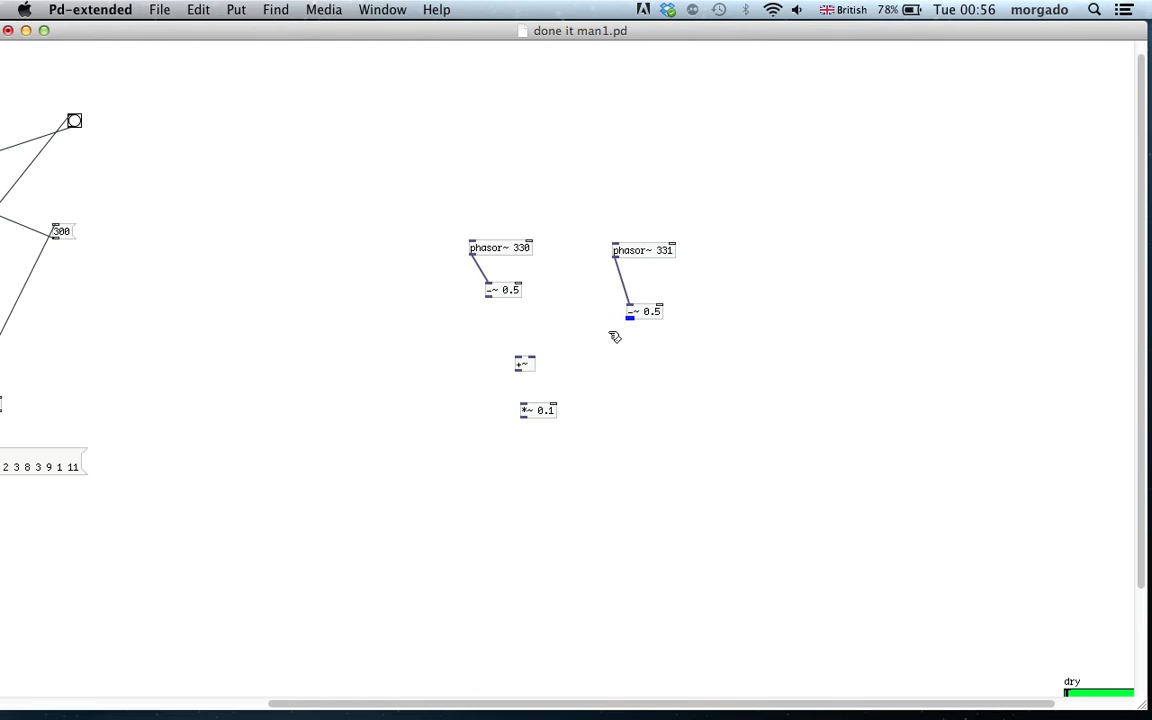 Pd-extended File Edit Put Find Media Window Help British 78% Tue 00:56 morgado
done it man1.pd
300
phasor~ 330
phasor~ 331
-~ 0.5
-~ 0.5
+~
*~ 0.1
2 3 8 3 9 1 11
dry